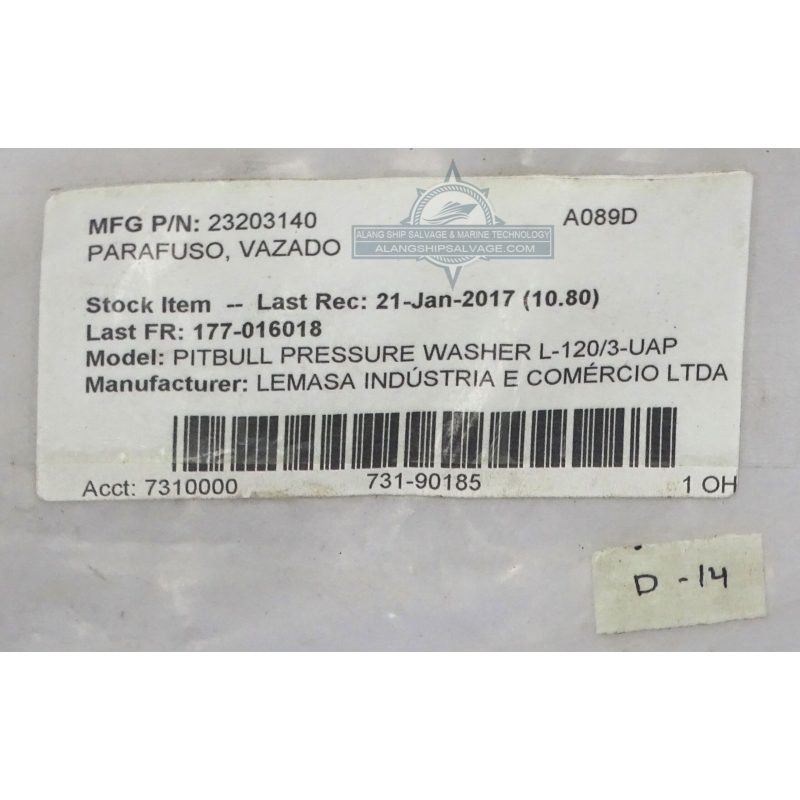 ALANG SHIP SALVAGE & MARINE TECHNOLOGY
ALANGSHIPSALVAGE.COM
MFG P/N: 23203140 A089D
PARAFUSO, VAZADO
Stock Item -- Last Rec: 21-Jan-2017 (10.80)
Last FR: 177-016018
Model: PITBULL PRESSURE WASHER L-120/3-UAP
Manufacturer: LEMASA INDÚSTRIA E COMÉRCIO LTDA
Acct: 7310000 731-90185 1 OH
D - 14